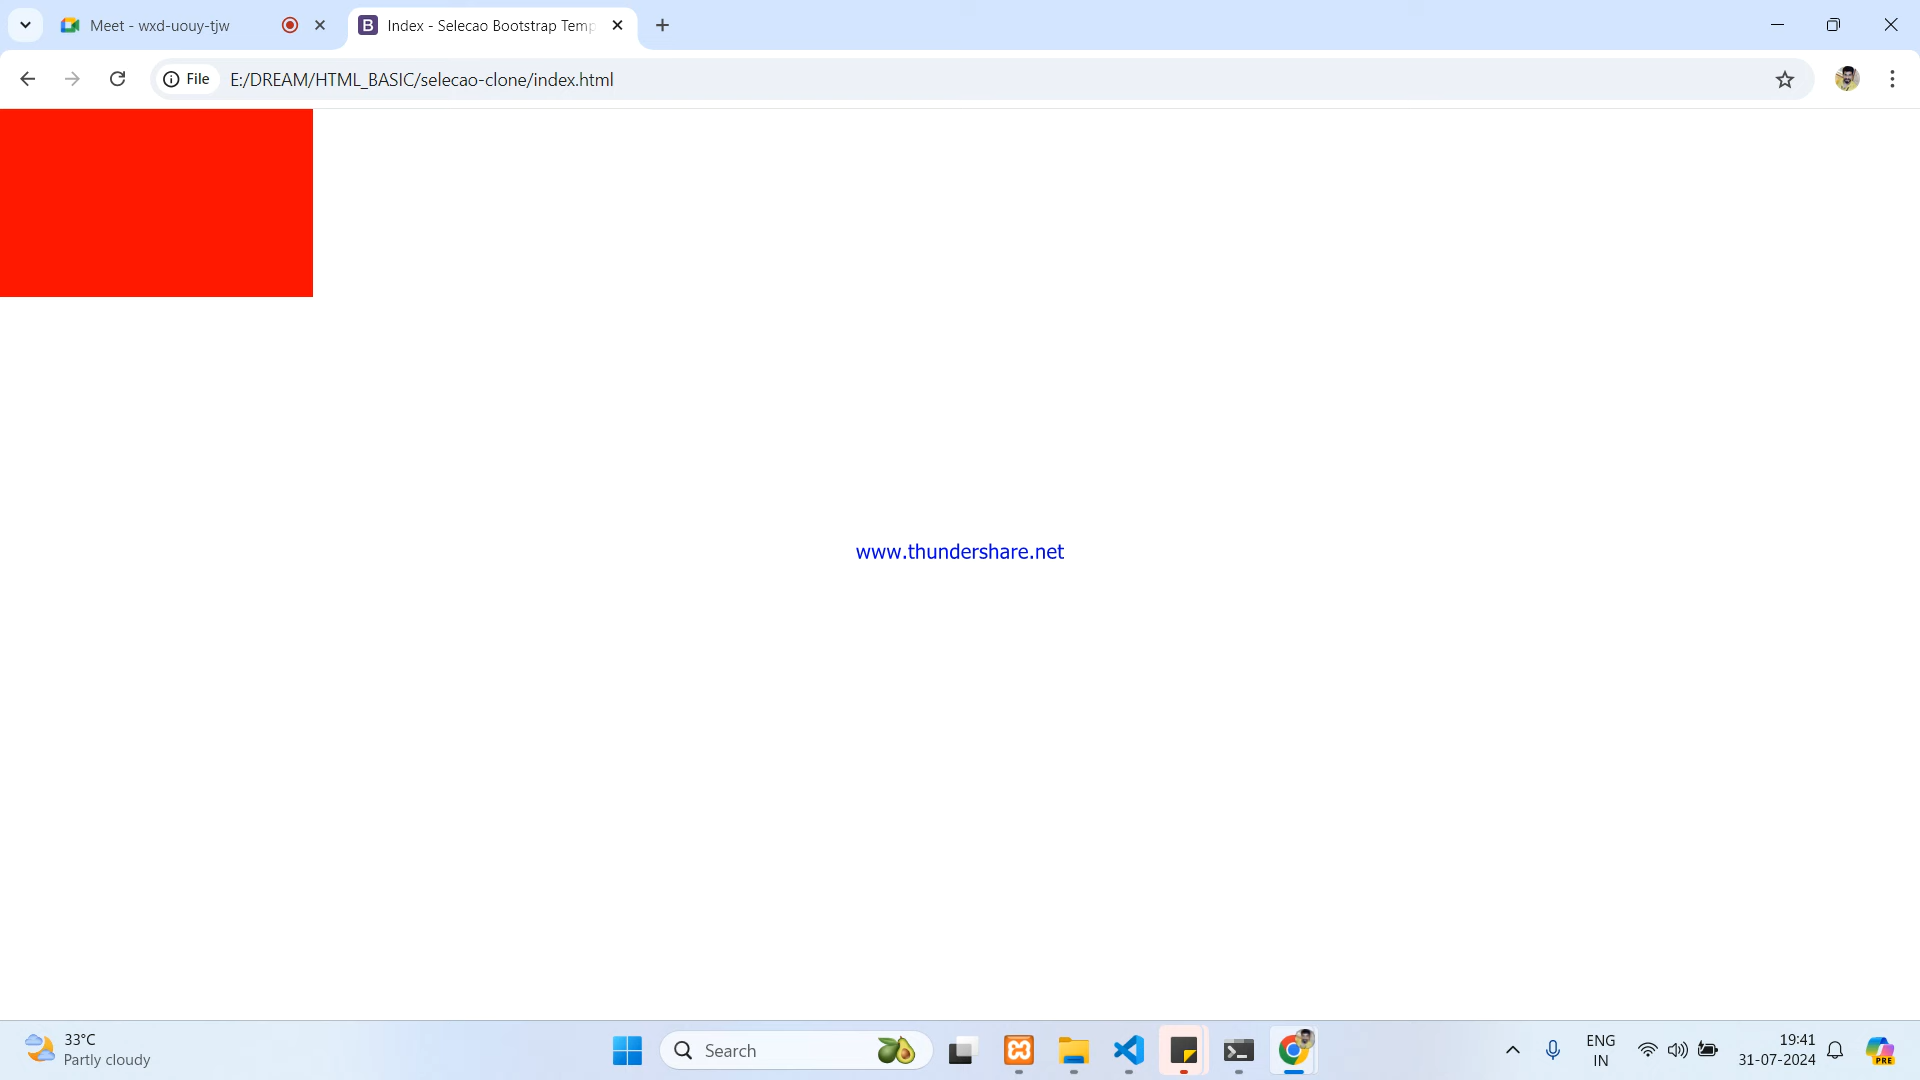 Meet - wxd-uouy-tjw
B Index - Selecao Bootstrap Temp
File E:/DREAM/HTML_BASIC/selecao-clone/index.html
www.thundershare.net
33°C
Partly cloudy
Search
ENG
IN
19:41
31-07-2024
PRE